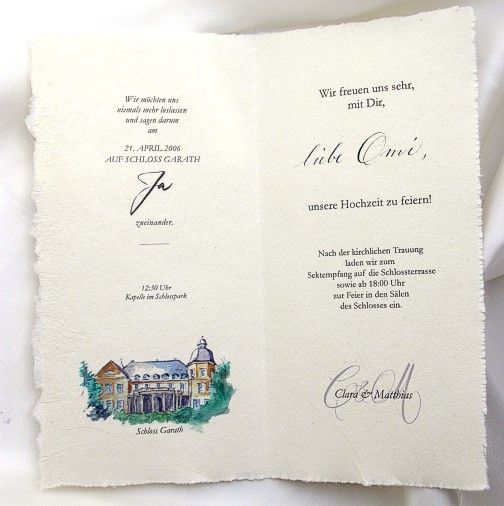 Wir möchten uns
niemals mehr loslassen
und sagen darum
am
21. APRIL 2006
AUF SCHLOSS GARATH
Ja
zueinander.
12:30 Uhr
Kapelle im Schlosspark
Schloss Garath
Wir freuen uns sehr,
mit Dir,
liebe Omi,
unsere Hochzeit zu feiern!
Nach der kirchlichen Trauung
laden wir zum
Sektempfang auf die Schlossterrasse
sowie ab 18:00 Uhr
zur Feier in den Sälen
des Schlosses ein.
C & M
Clara & Matthias